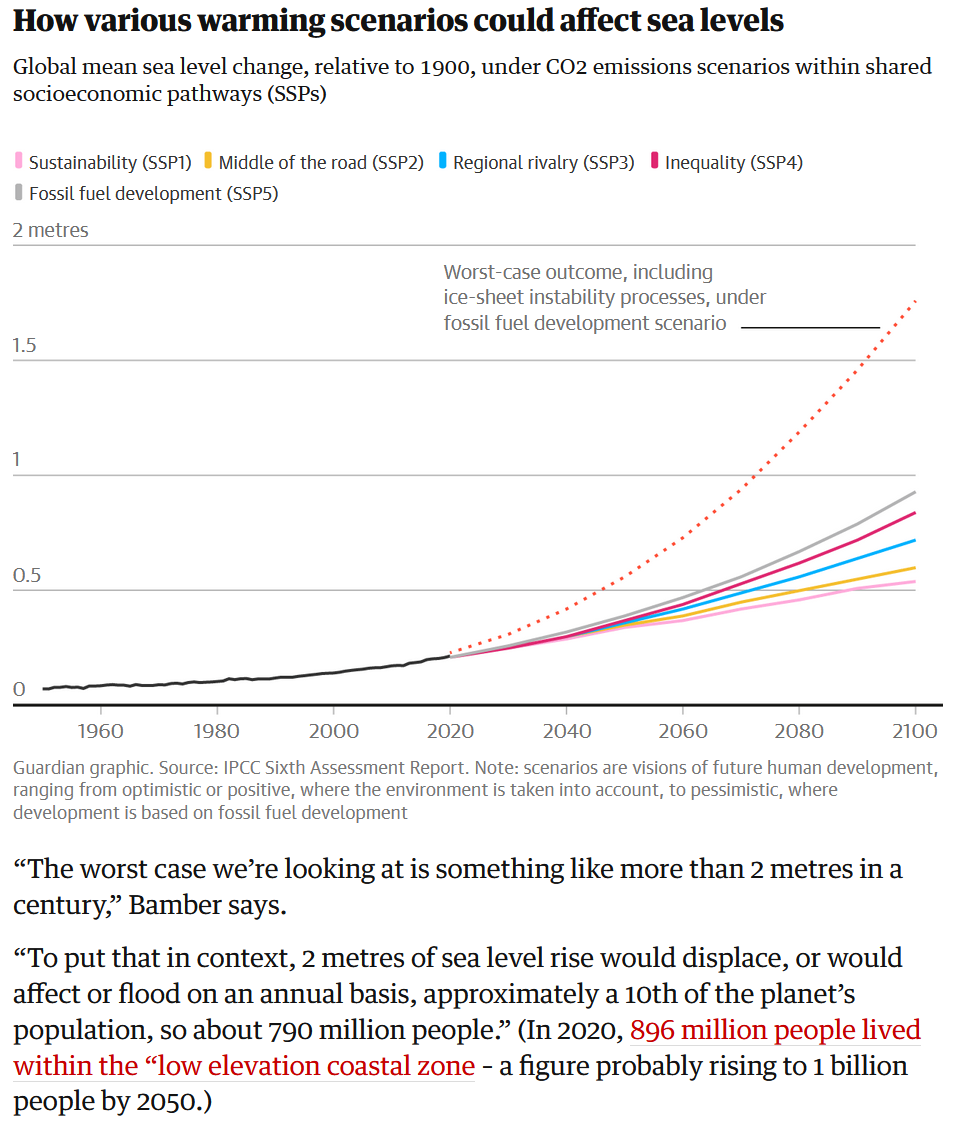 How various warming scenarios could affect sea levels
Global mean sea level change, relative to 1900, under CO2 emissions scenarios within shared
socioeconomic pathways (SSPs)
Sustainability (SSP1) Middle of the road (SSP2) Regional rivalry (SSP3) Inequality (SSP4)
Fossil fuel development (SSP5)
2 metres
Worst-case outcome, including
ice-sheet instability processes, under
fossil fuel development scenario
1.5
1
0.5
0
1960 1980 2000 2020 2040 2060 2080 2100
Guardian graphic. Source: IPCC Sixth Assessment Report. Note: scenarios are visions of future human development,
ranging from optimistic or positive, where the environment is taken into account, to pessimistic, where
development is based on fossil fuel development
“The worst case we’re looking at is something like more than 2 metres in a
century,” Bamber says.
“To put that in context, 2 metres of sea level rise would displace, or would
affect or flood on an annual basis, approximately a 10th of the planet’s
population, so about 790 million people.” (In 2020, 896 million people lived
within the “low elevation coastal zone - a figure probably rising to 1 billion
people by 2050.)